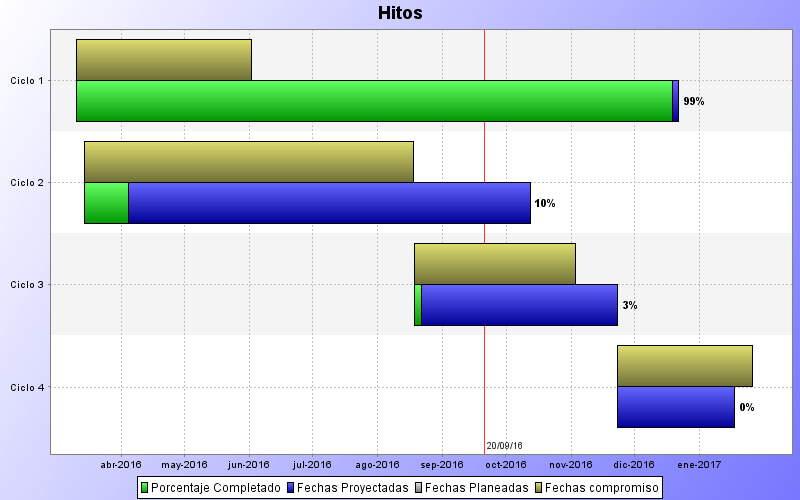 Hitos
Ciclo 1
99%
Ciclo 2
10%
Ciclo 3
3%
Ciclo 4
0%
20/09/16
abr-2016 may-2016 jun-2016 jul-2016 ago-2016 sep-2016 oct-2016 nov-2016 dic-2016 ene-2017
Porcentaje Completado Fechas Proyectadas Fechas Planeadas Fechas compromiso